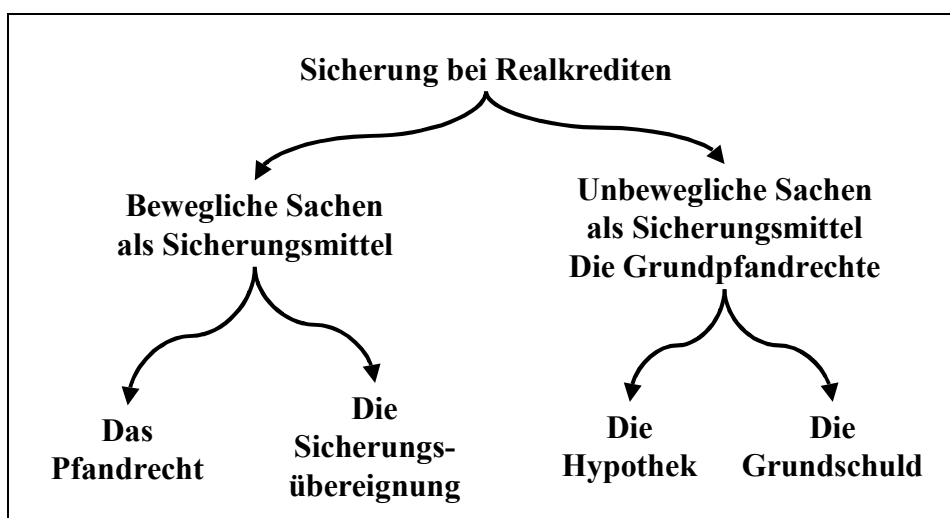 Sicherung bei Realkrediten
Bewegliche Sachen
als Sicherungsmittel
Unbewegliche Sachen
als Sicherungsmittel
Die Grundpfandrechte
Das
Pfandrecht
Die
Sicherungs-
übereignung
Die
Hypothek
Die
Grundschuld